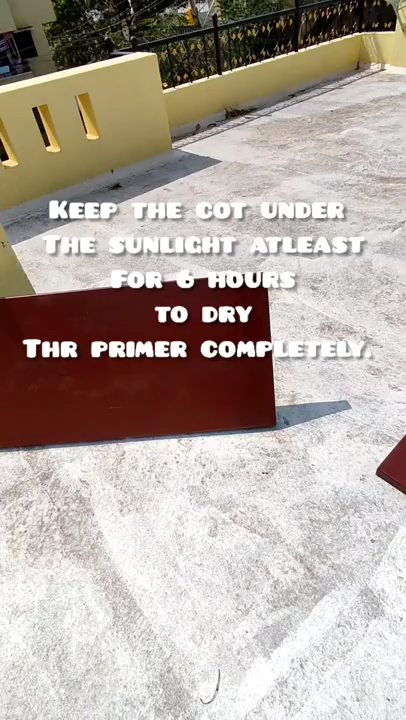 Keep the cot under
the sunlight atleast
for 6 hours
to dry
thr primer completely.